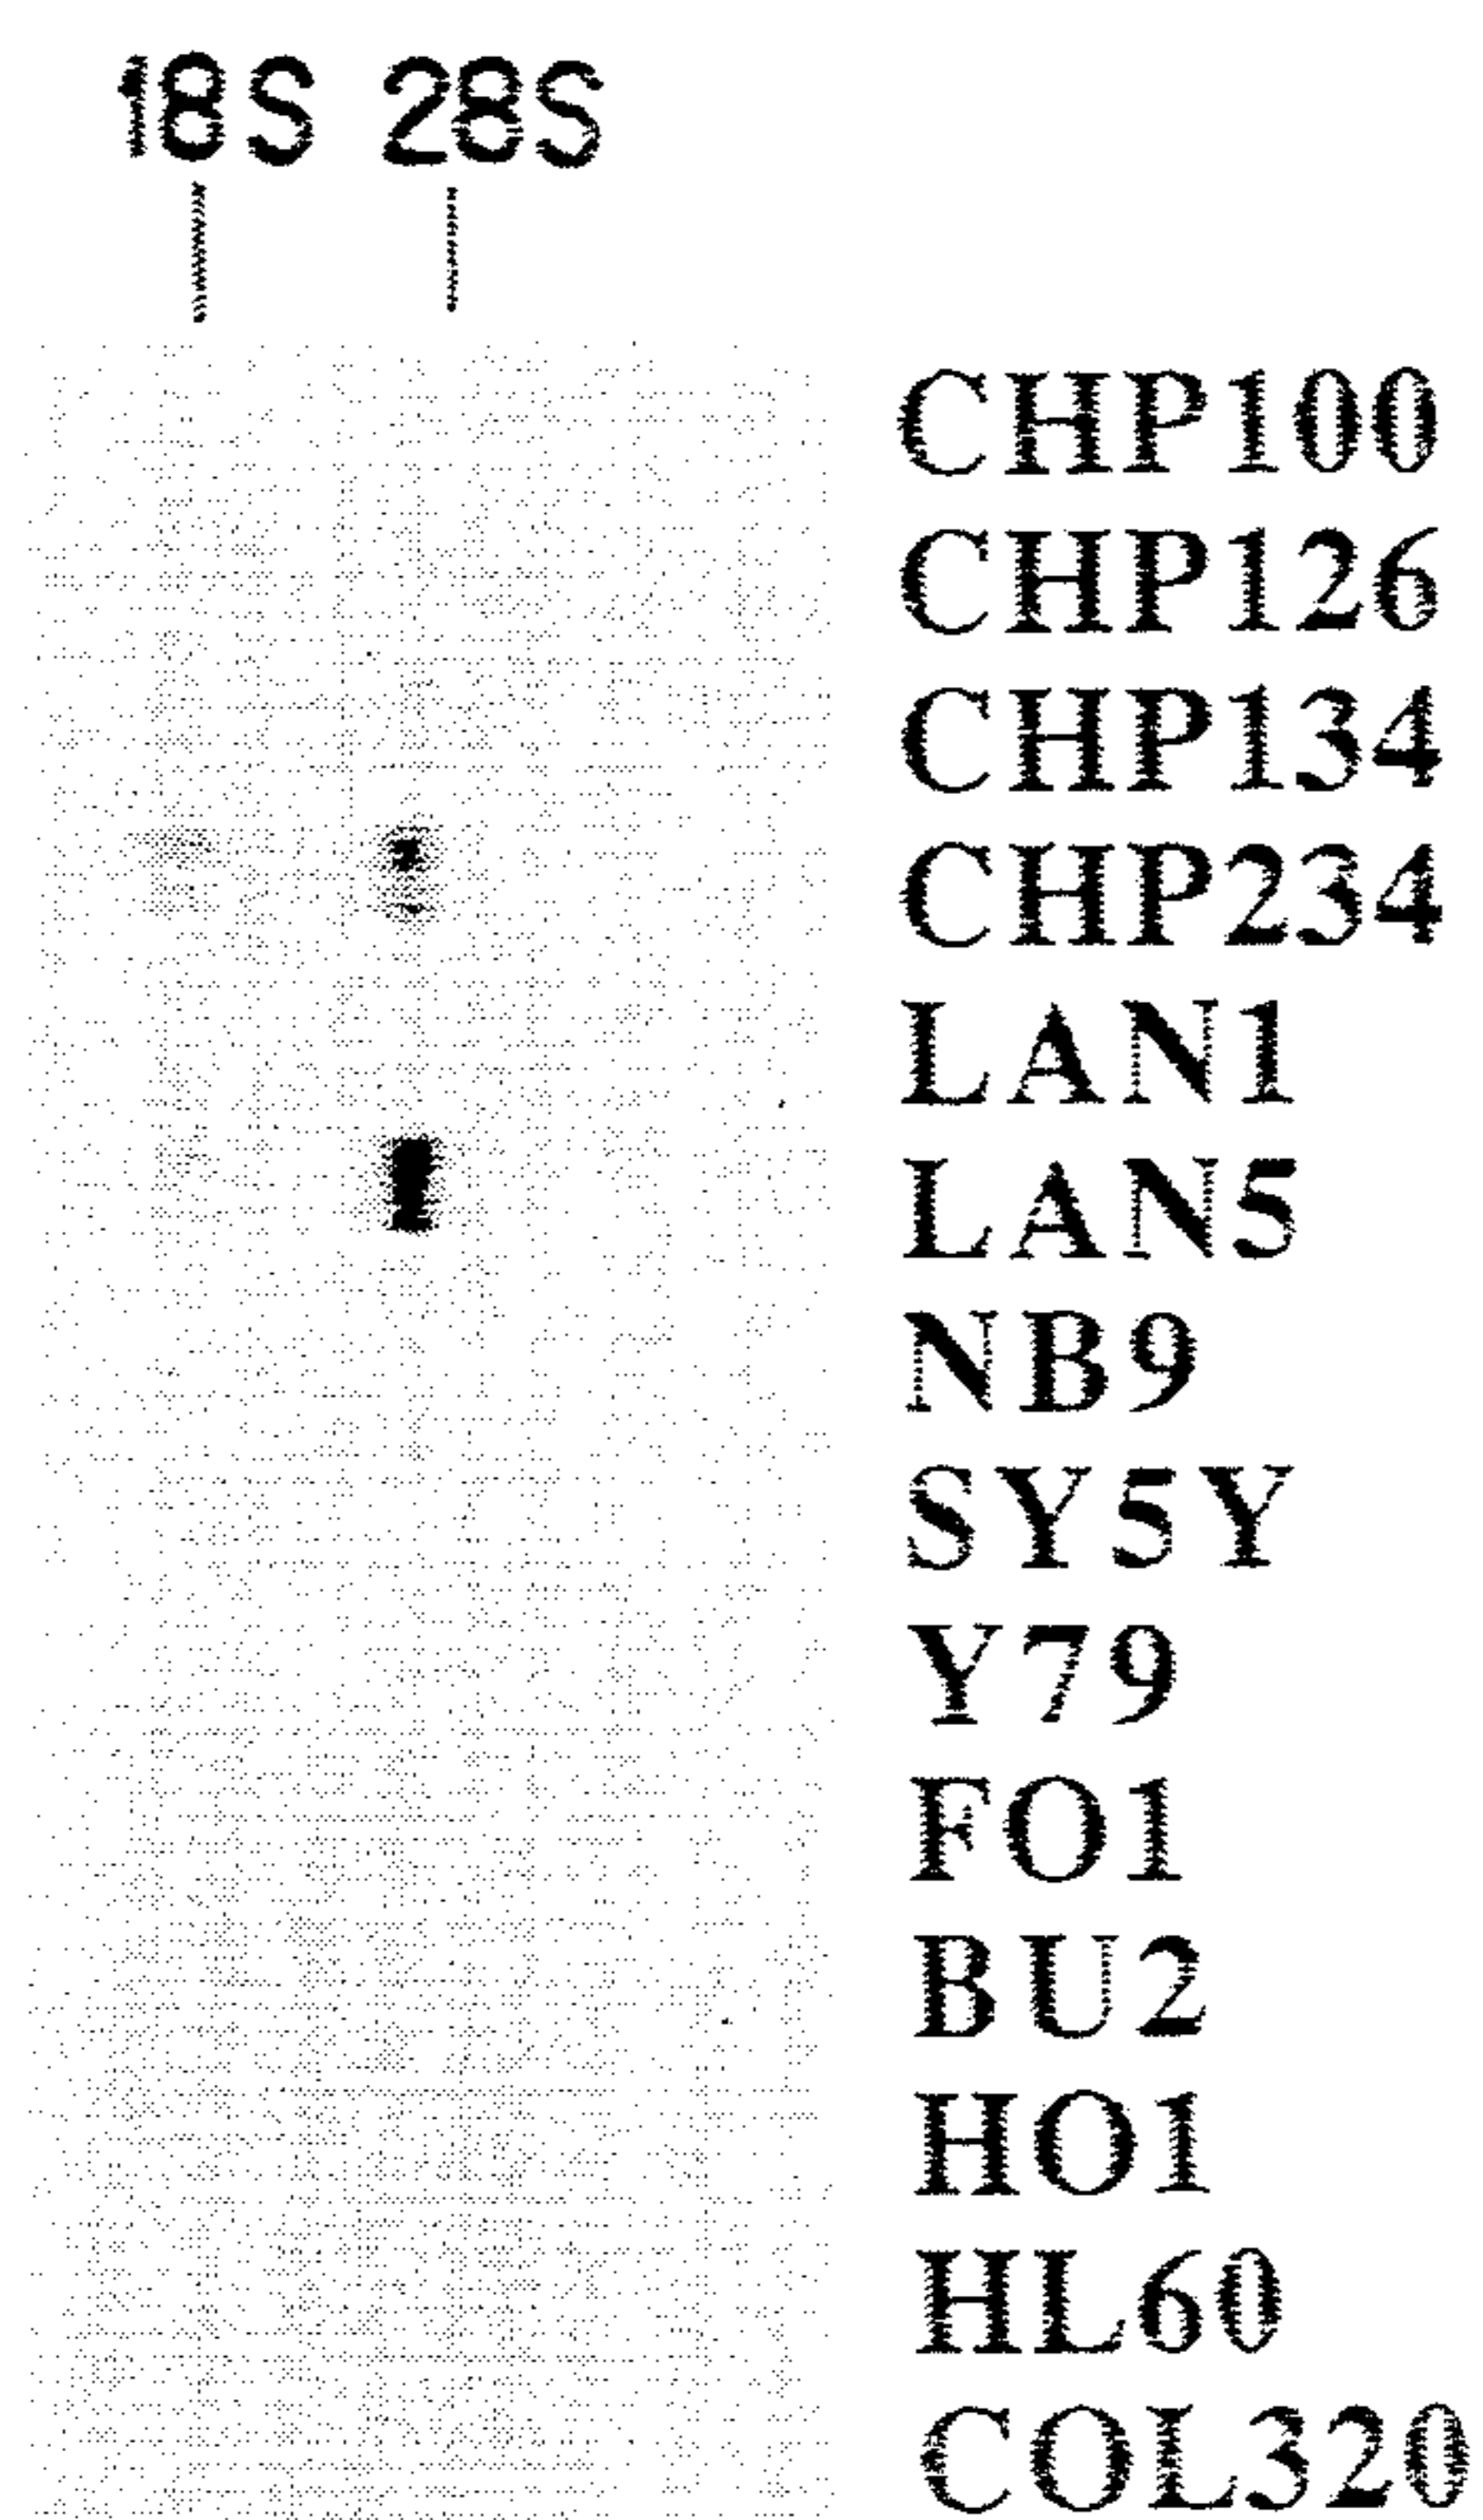 18S 28S
CHP100
CHP126
CHP134
CHP234
LAN1
LAN5
NB9
SY5Y
Y79
FO1
BU2
HO1
HL60
COL320